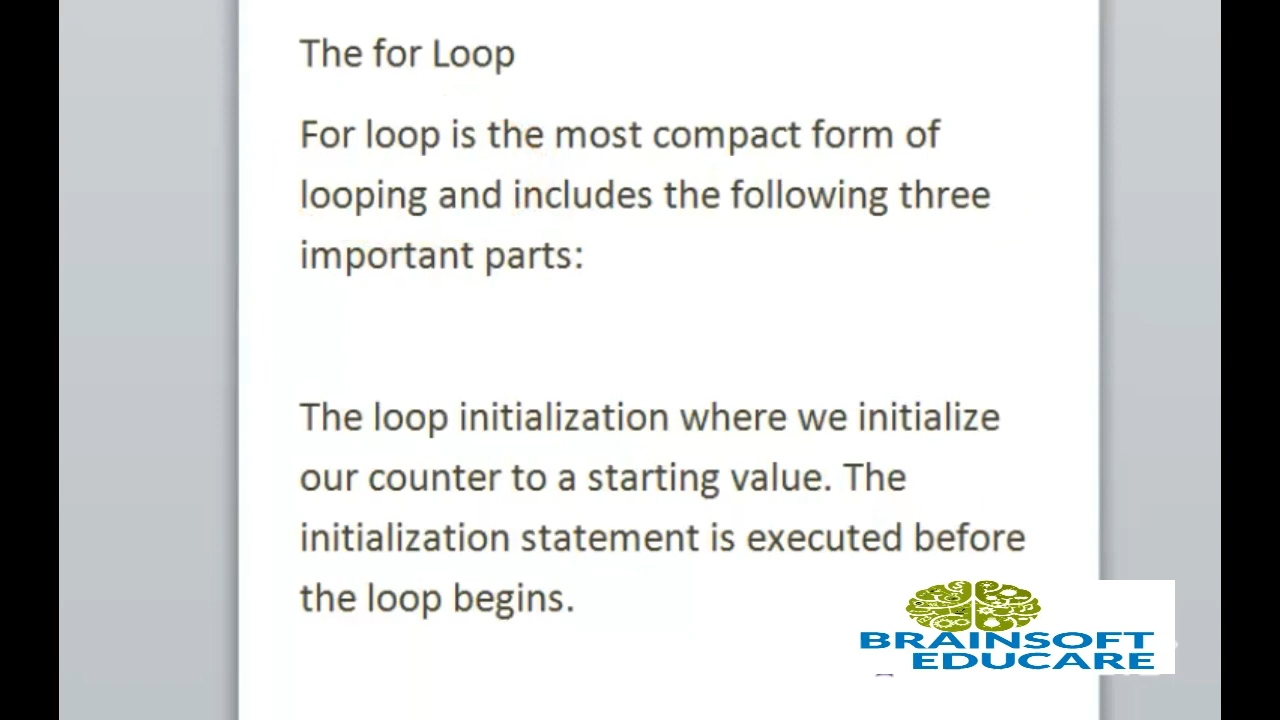 The for Loop
For loop is the most compact form of
looping and includes the following three
important parts:
The loop initialization where we initialize
our counter to a starting value. The
initialization statement is executed before
the loop begins.
BRAINSOFT
EDUCARE